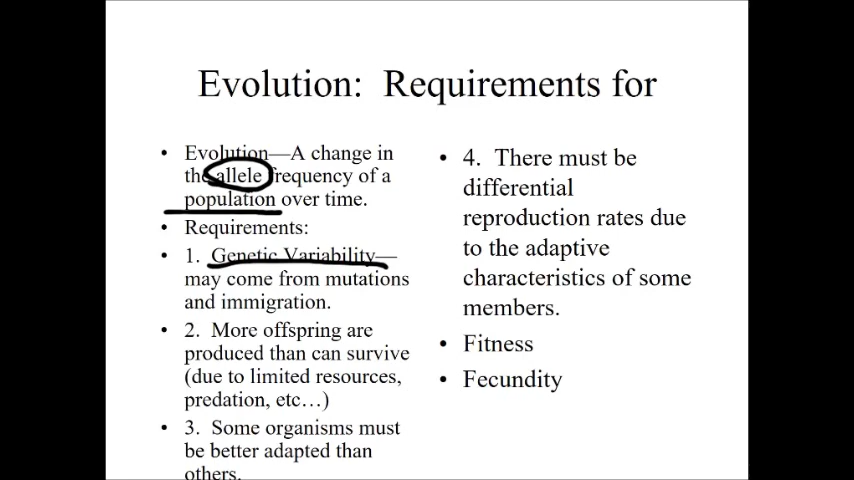 Evolution: Requirements for
• Evolution—A change in
the allele frequency of a
population over time.
• Requirements:
• 1. Genetic Variability—
may come from mutations
and immigration.
• 2. More offspring are
produced than can survive
(due to limited resources,
predation, etc…)
• 3. Some organisms must
be better adapted than
others.
• 4. There must be
differential
reproduction rates due
to the adaptive
characteristics of some
members.
• Fitness
• Fecundity